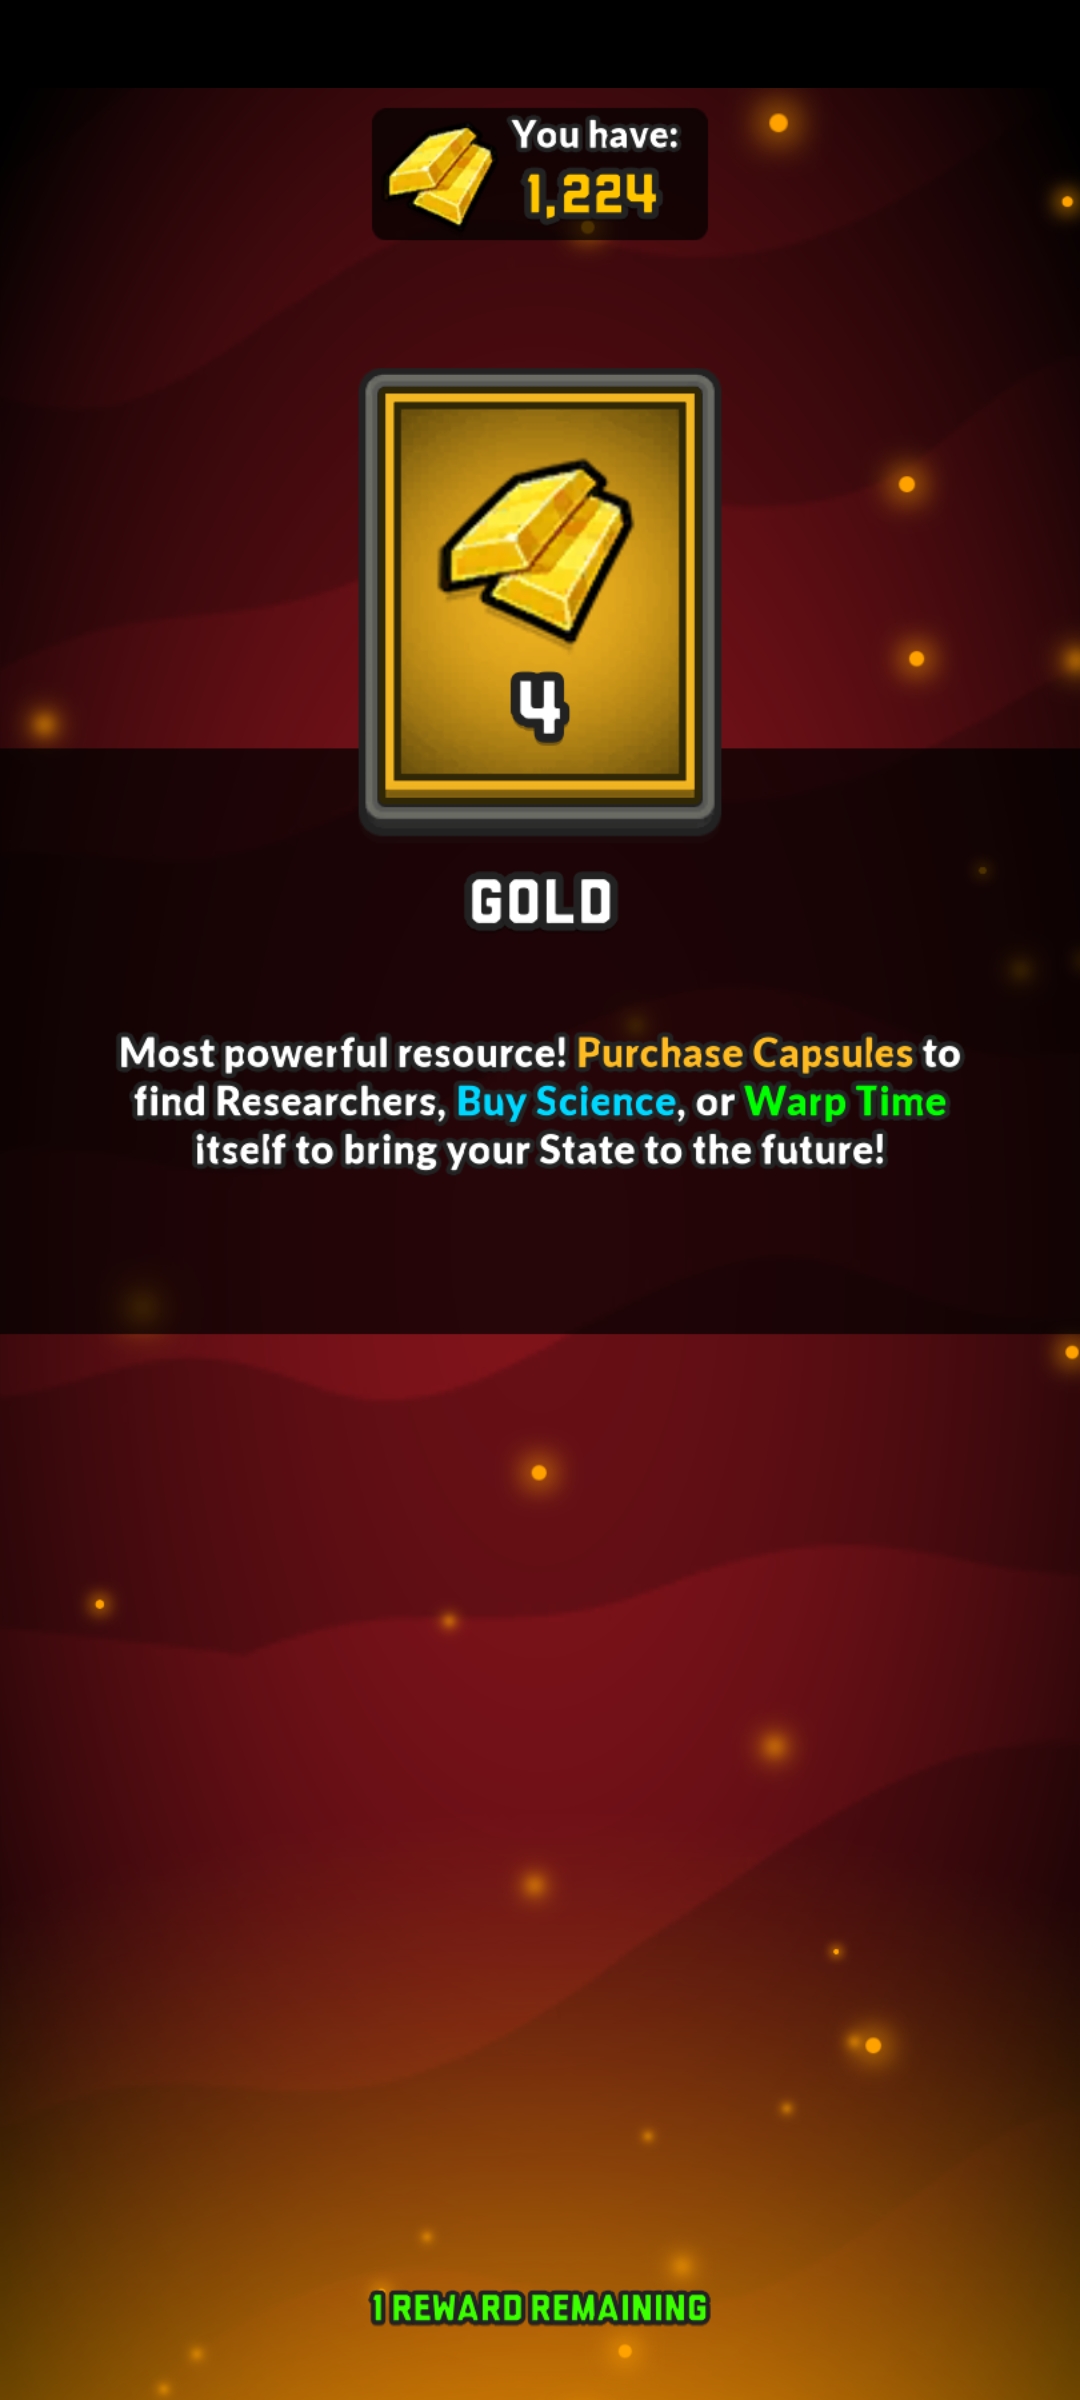 You have:
1,224
4
GOLD
Most powerful resource! Purchase Capsules to
find Researchers, Buy Science, or Warp Time
itself to bring your State to the future!
1 REWARD REMAINING